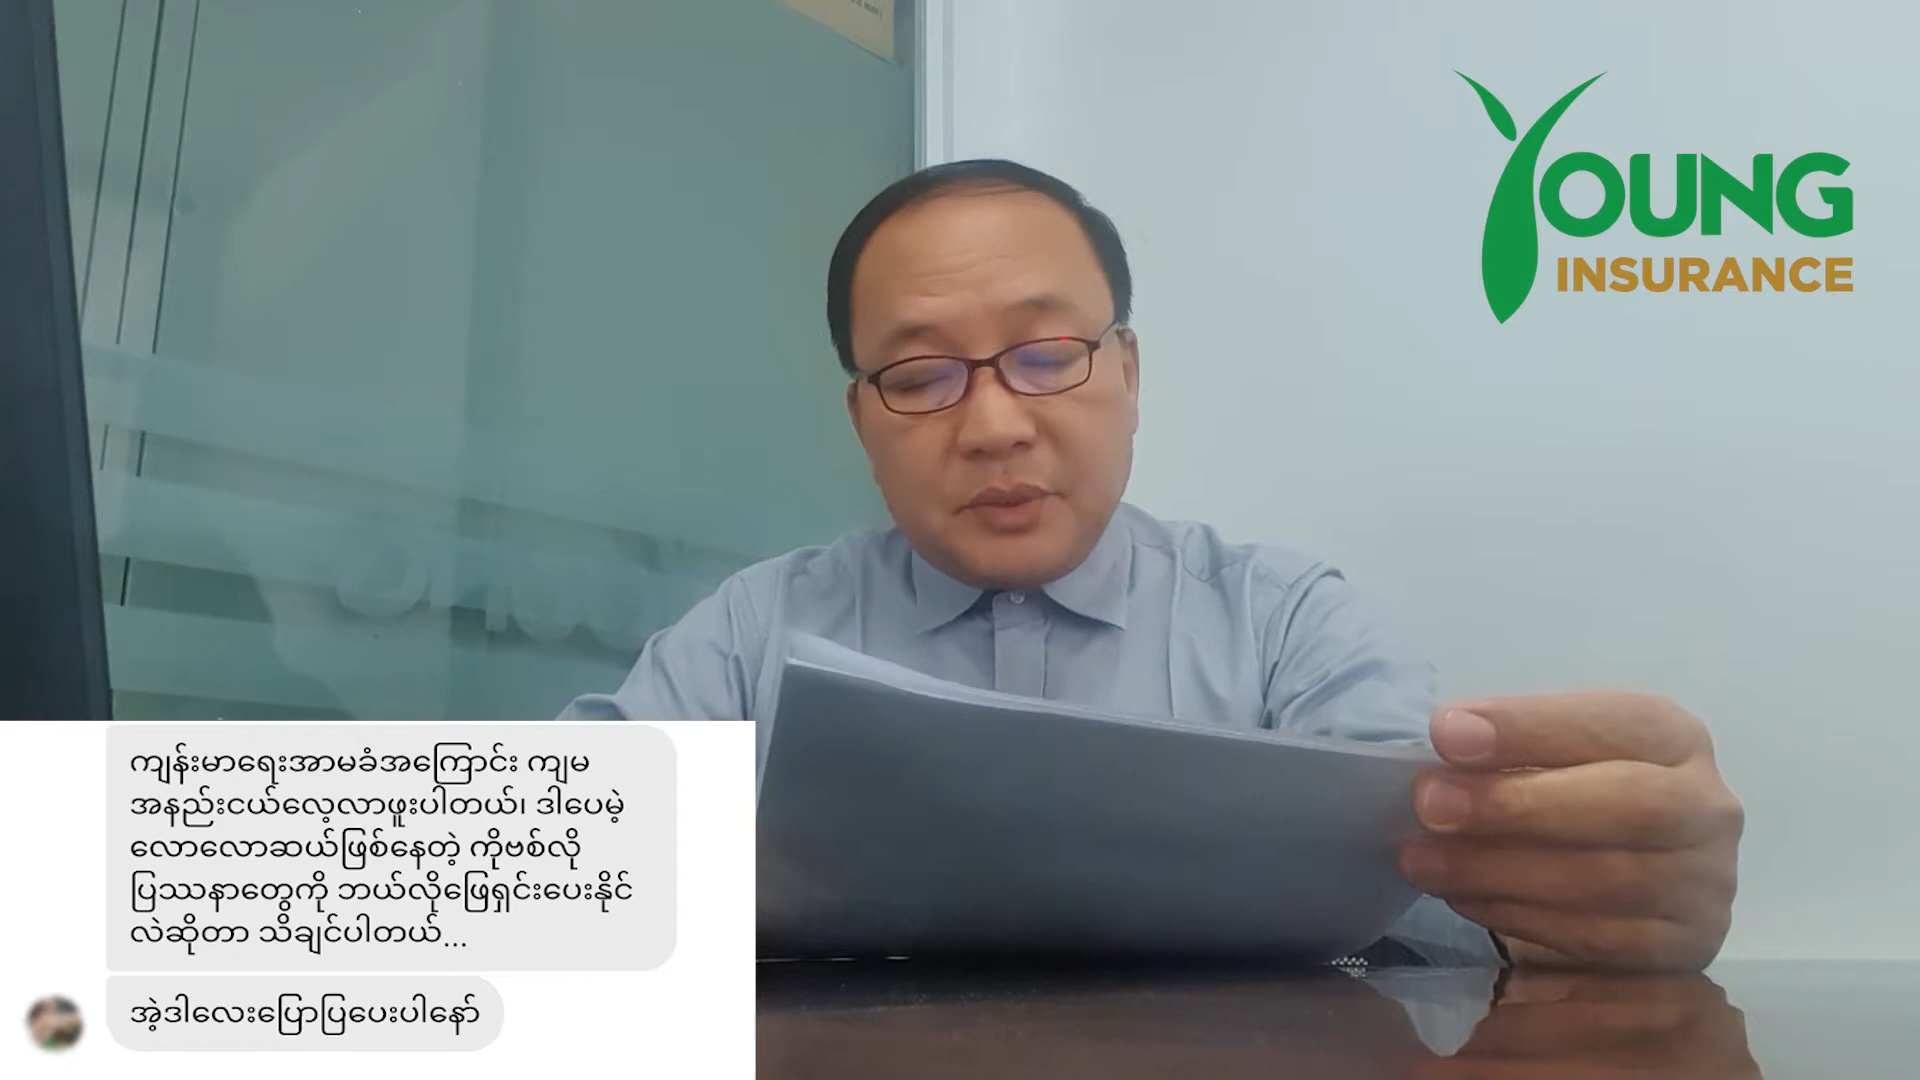 YOUNG
INSURANCE
ကျန်းမာရေးအာမခံအကြောင်း ကျမ
အနည်းငယ်လေ့လာဖူးပါတယ်၊ ဒါပေမဲ့
လောလောဆယ်ဖြစ်နေတဲ့ ကိုဗစ်လို
ပြဿနာတွေကို ဘယ်လိုဖြေရှင်းပေးနိုင်
လဲဆိုတာ သိချင်ပါတယ်...
အဲ့ဒါလေးပြောပြပေးပါနော်